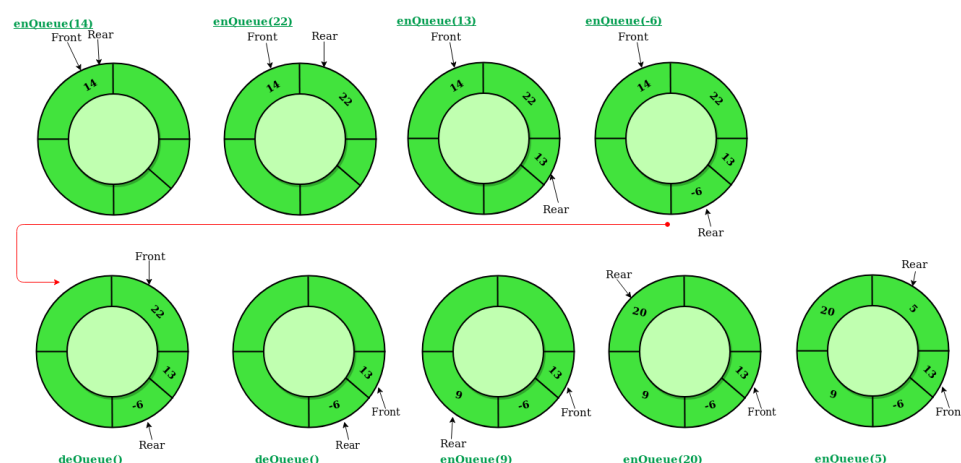 enQueue(14)
Front Rear
14
enQueue(22)
Front Rear
14
22
enQueue(13)
Front
14
22
13
Rear
enQueue(-6)
Front
14
22
13
-6
Rear
Front
22
13
-6
Rear
deQueue()
13
-6
Front
Rear
deQueue()
13
-6
9
Front
Rear
enQueue(9)
Rear
20
13
-6
9
Front
enQueue(20)
Rear
20
5
13
-6
9
Fron
enQueue(5)